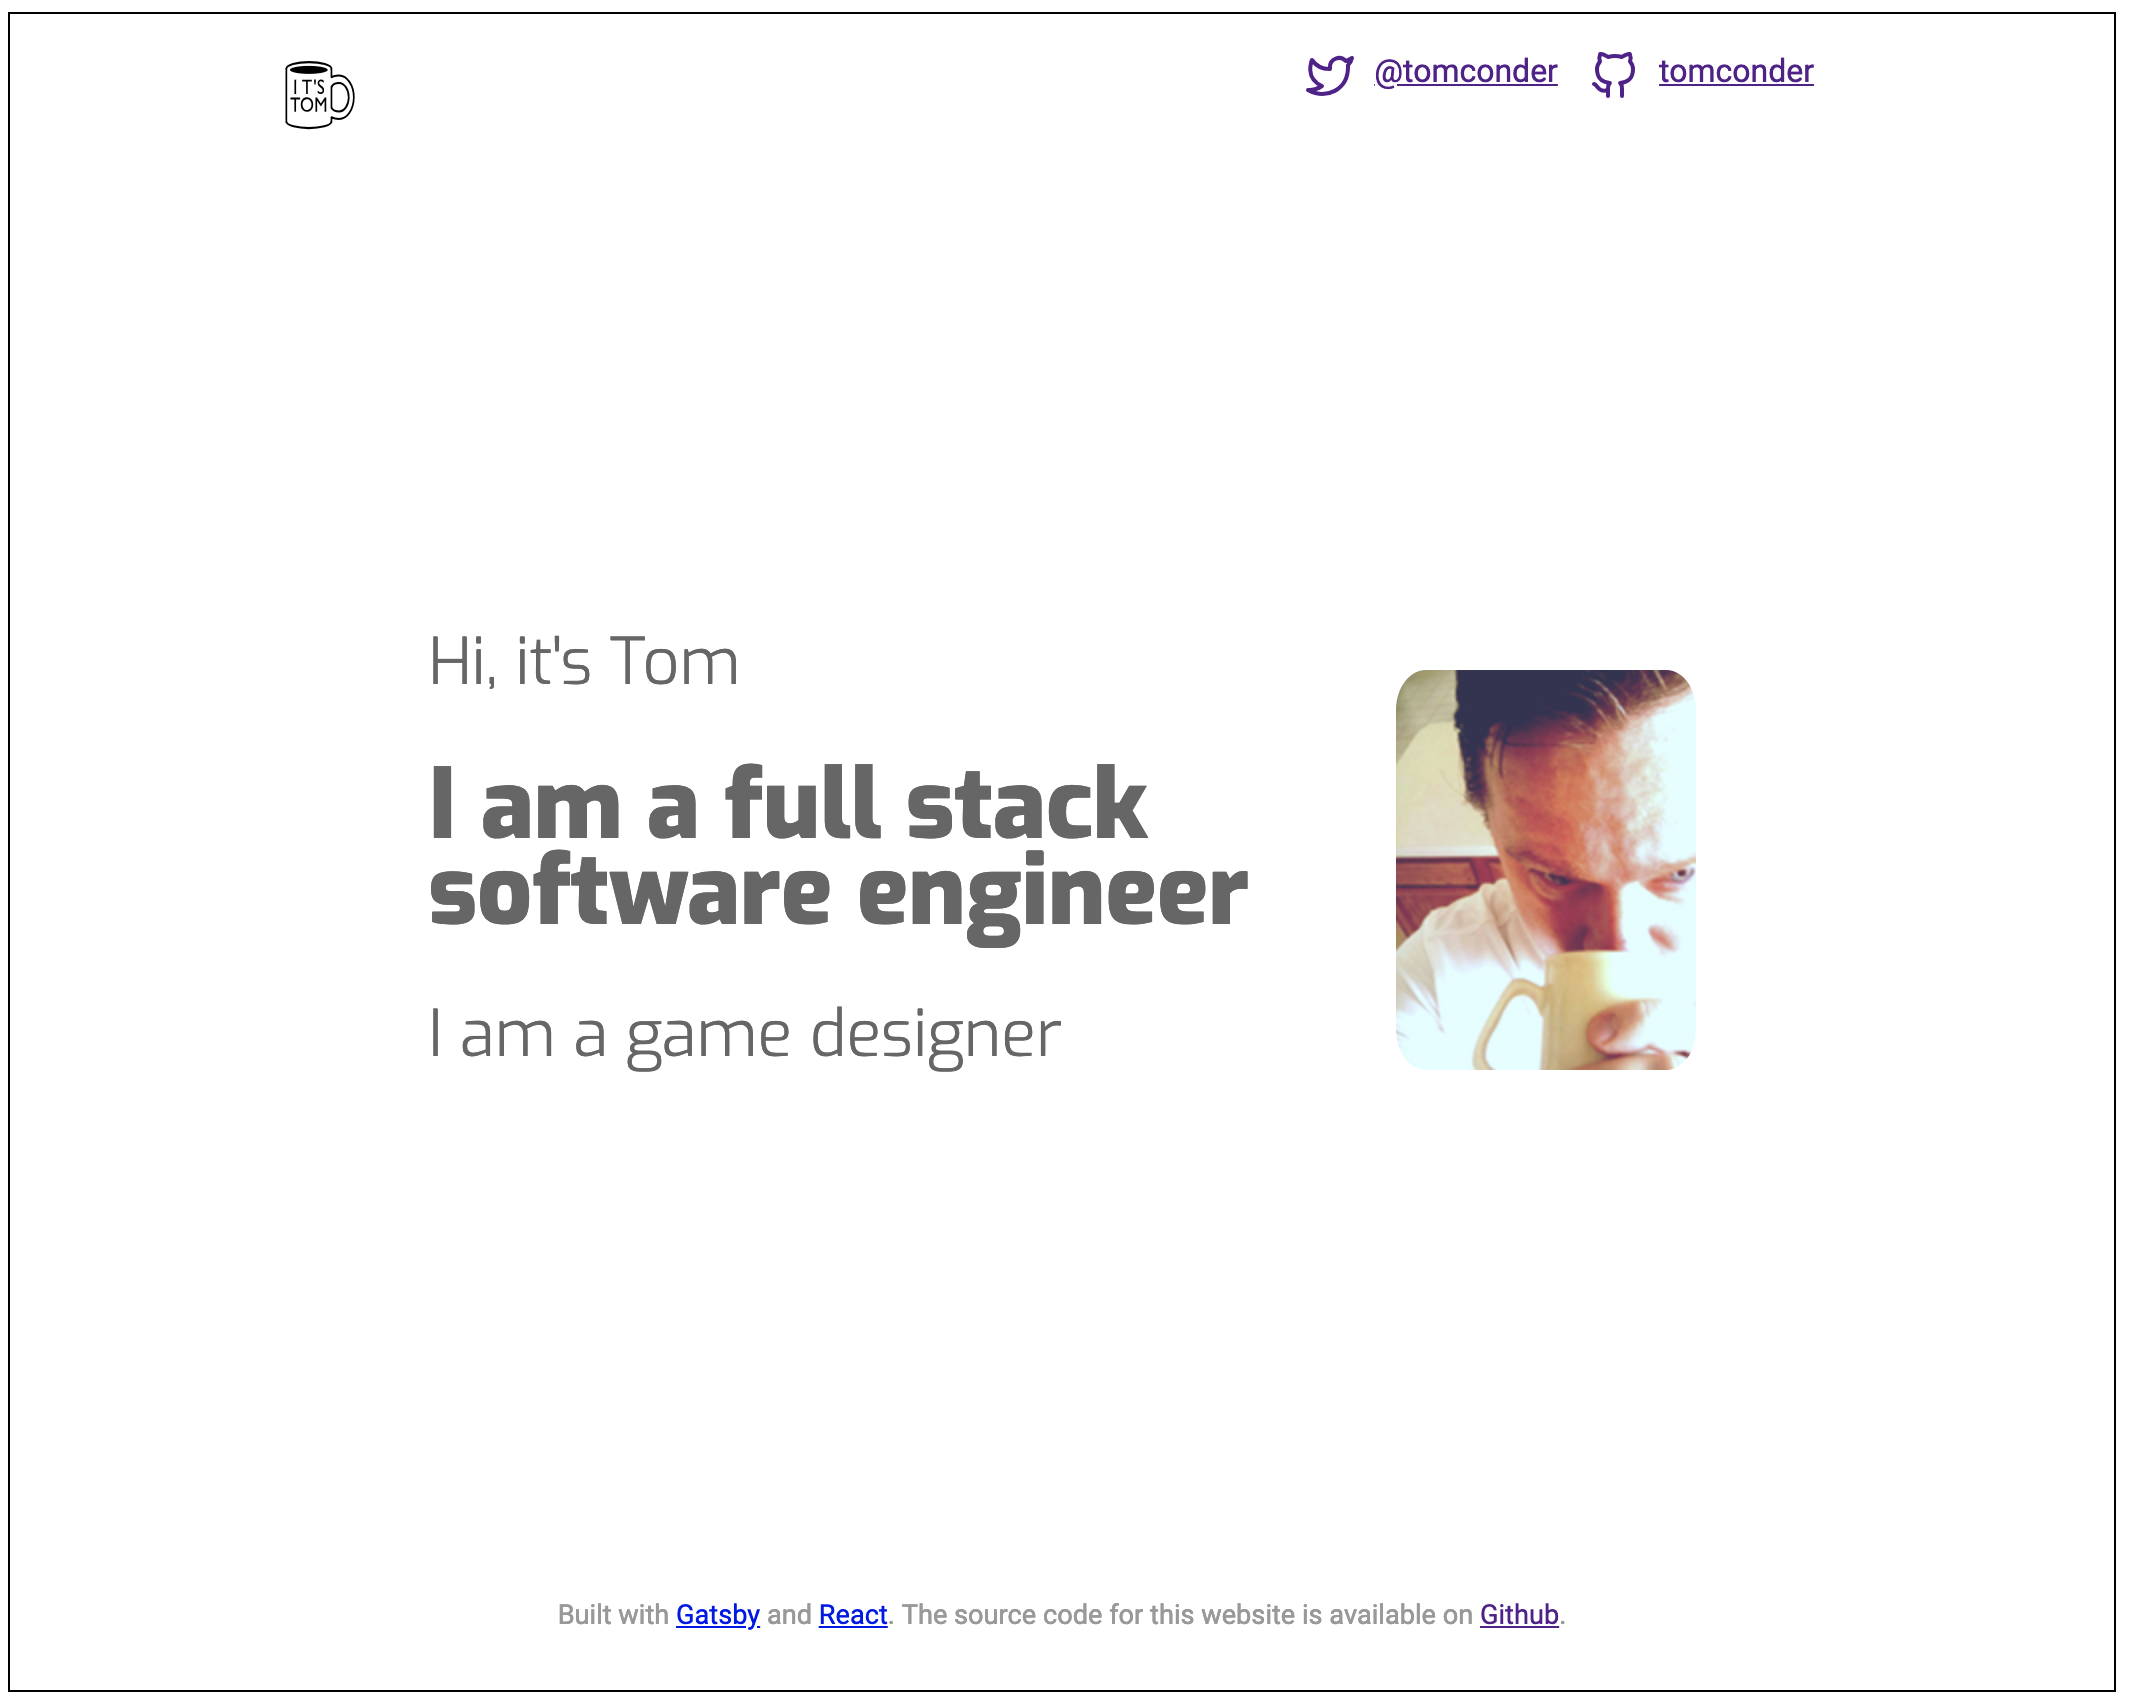 IT'S
TOM
@tomconder tomconder
Hi, it's Tom
I am a full stack
software engineer
I am a game designer
Built with Gatsby and React. The source code for this website is available on Github.